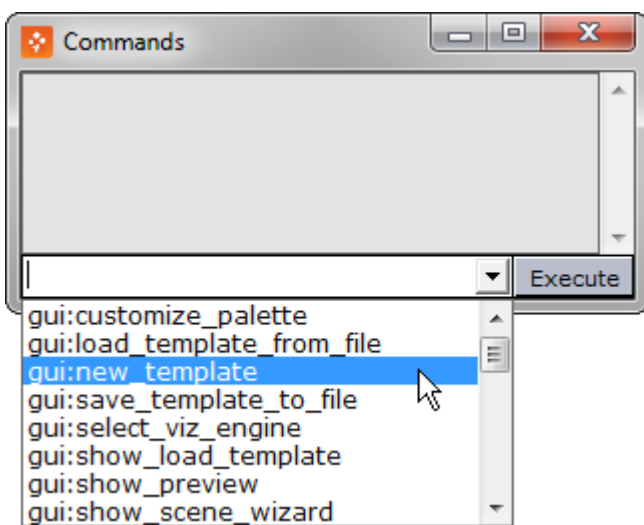 Commands
Execute
gui:customize_palette
gui:load_template_from_file
gui:new_template
gui:save_template_to_file
gui:select_viz_engine
gui:show_load_template
gui:show_preview
gui:show_scene_wizard